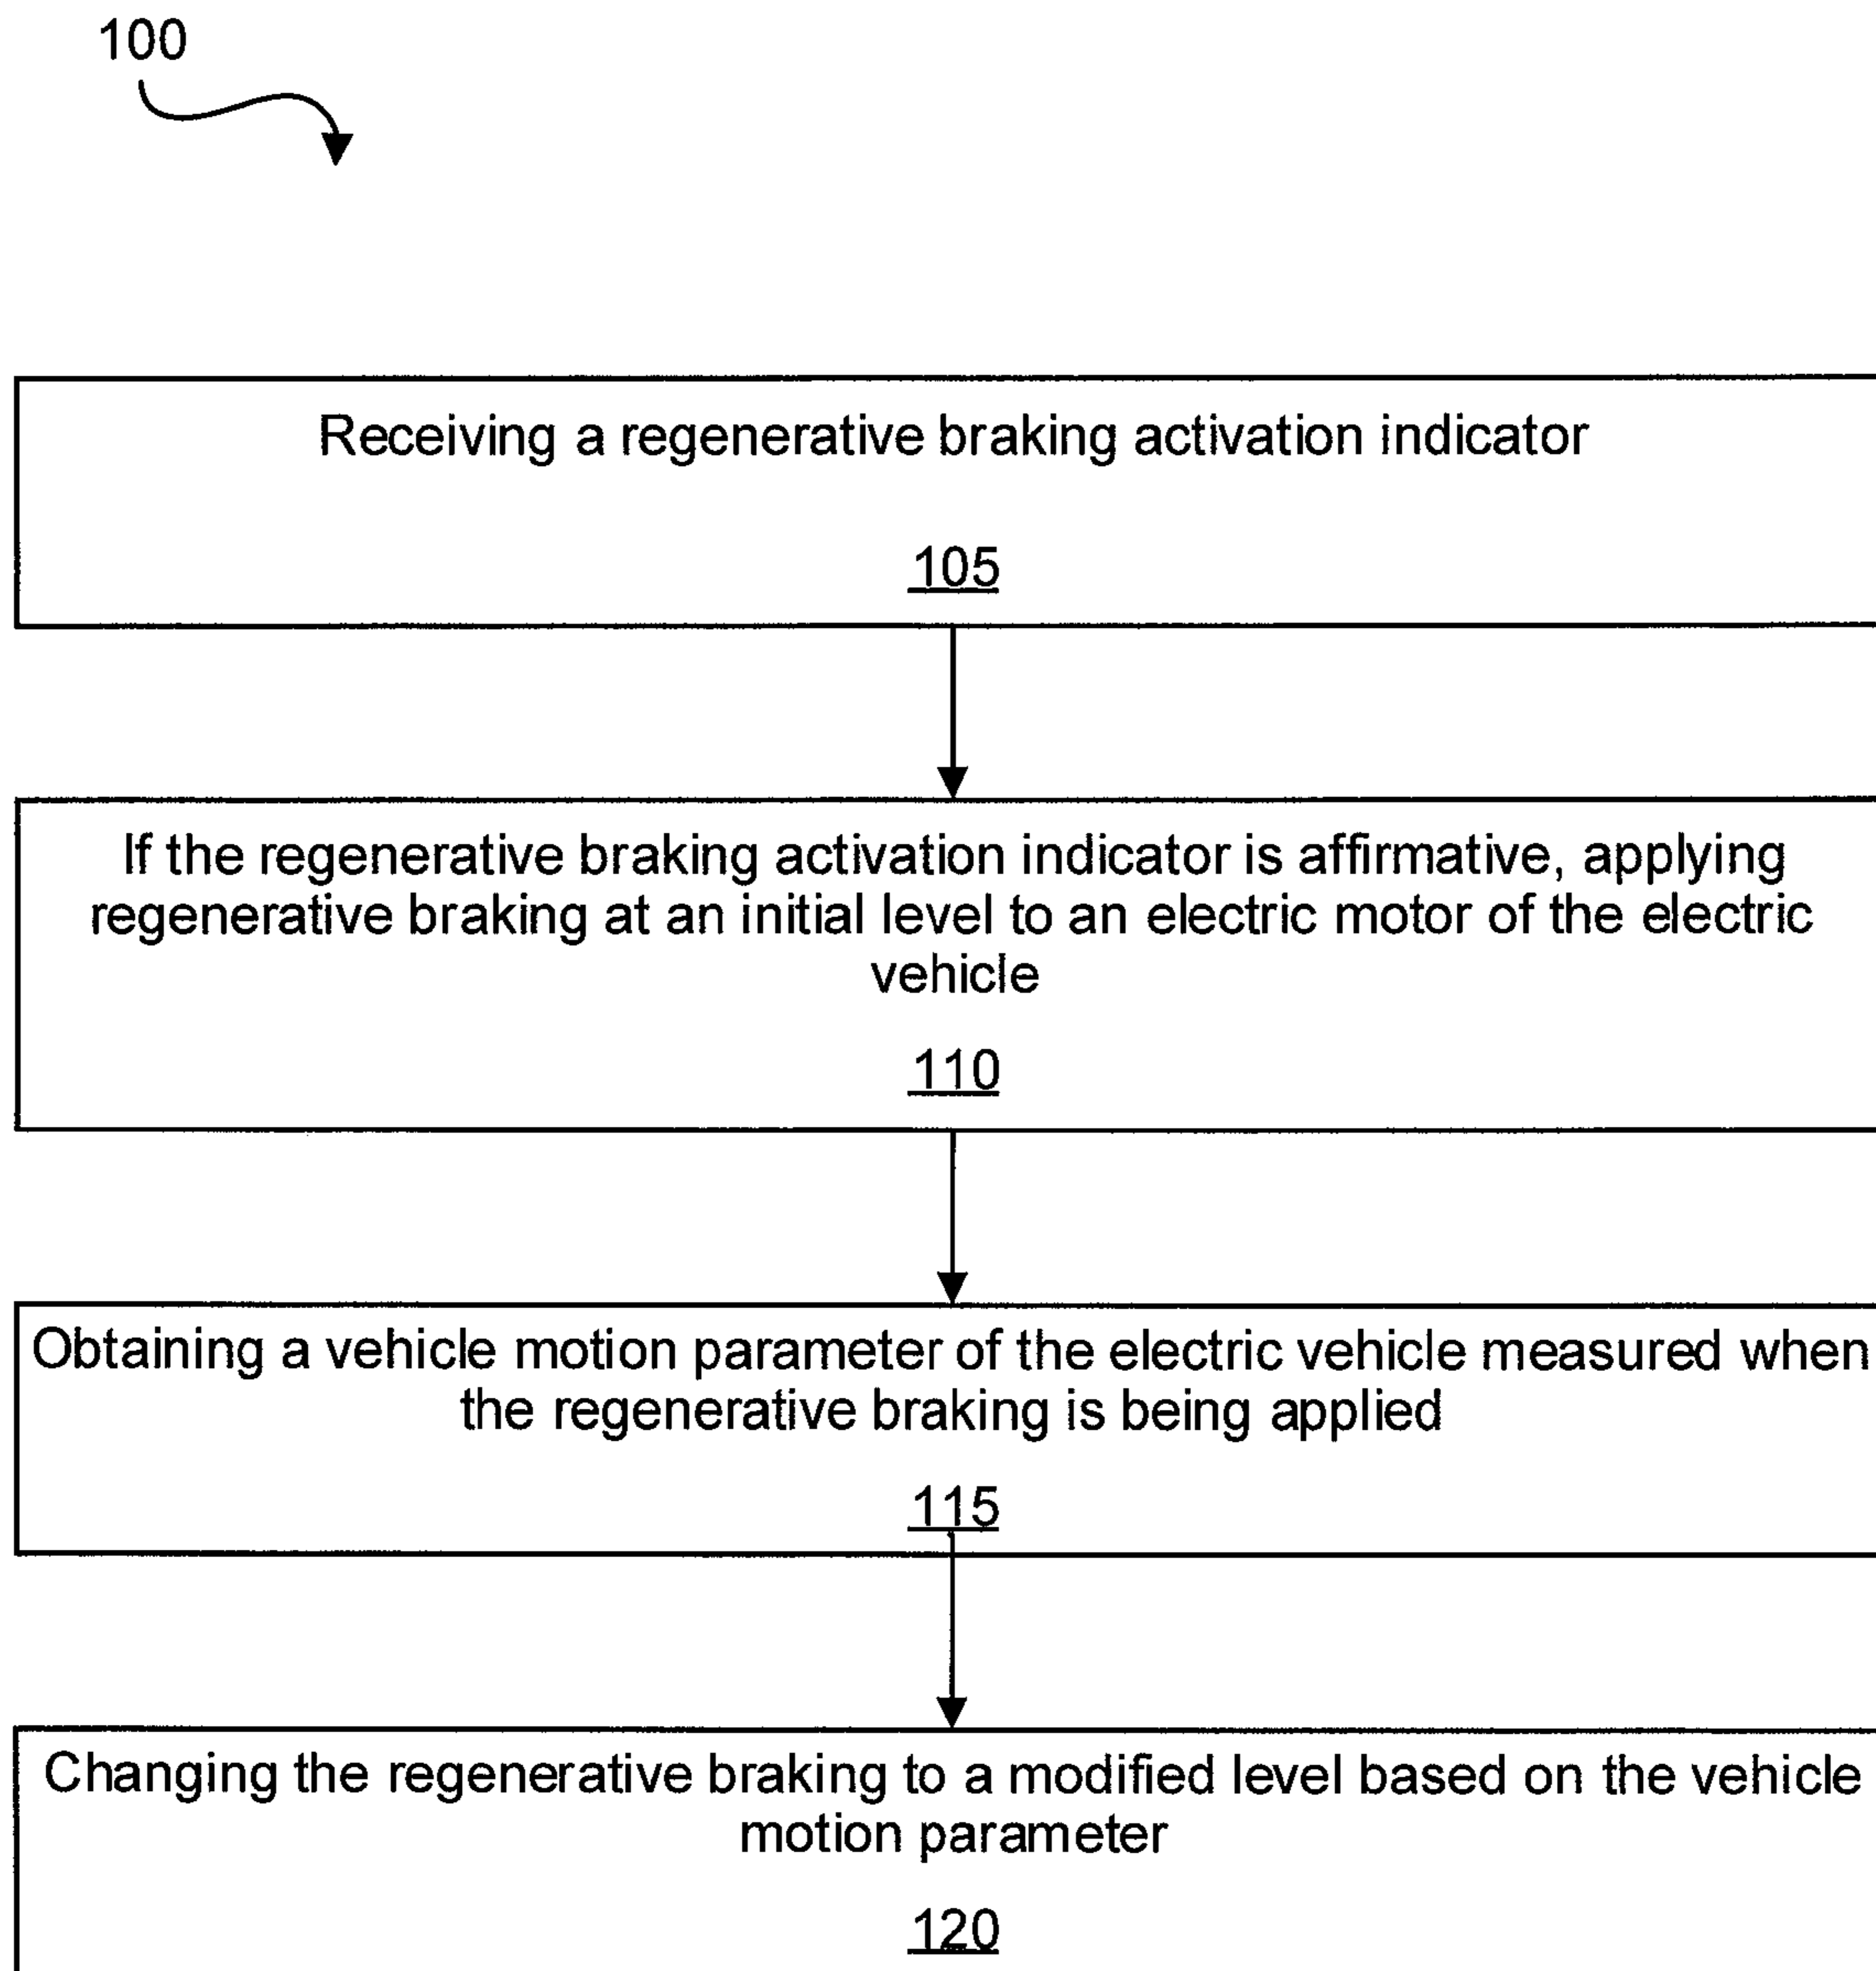 100
Receiving a regenerative braking activation indicator
105
If the regenerative braking activation indicator is affirmative, applying
regenerative braking at an initial level to an electric motor of the electric
vehicle
110
Obtaining a vehicle motion parameter of the electric vehicle measured when
the regenerative braking is being applied
115
Changing the regenerative braking to a modified level based on the vehicle
motion parameter
120